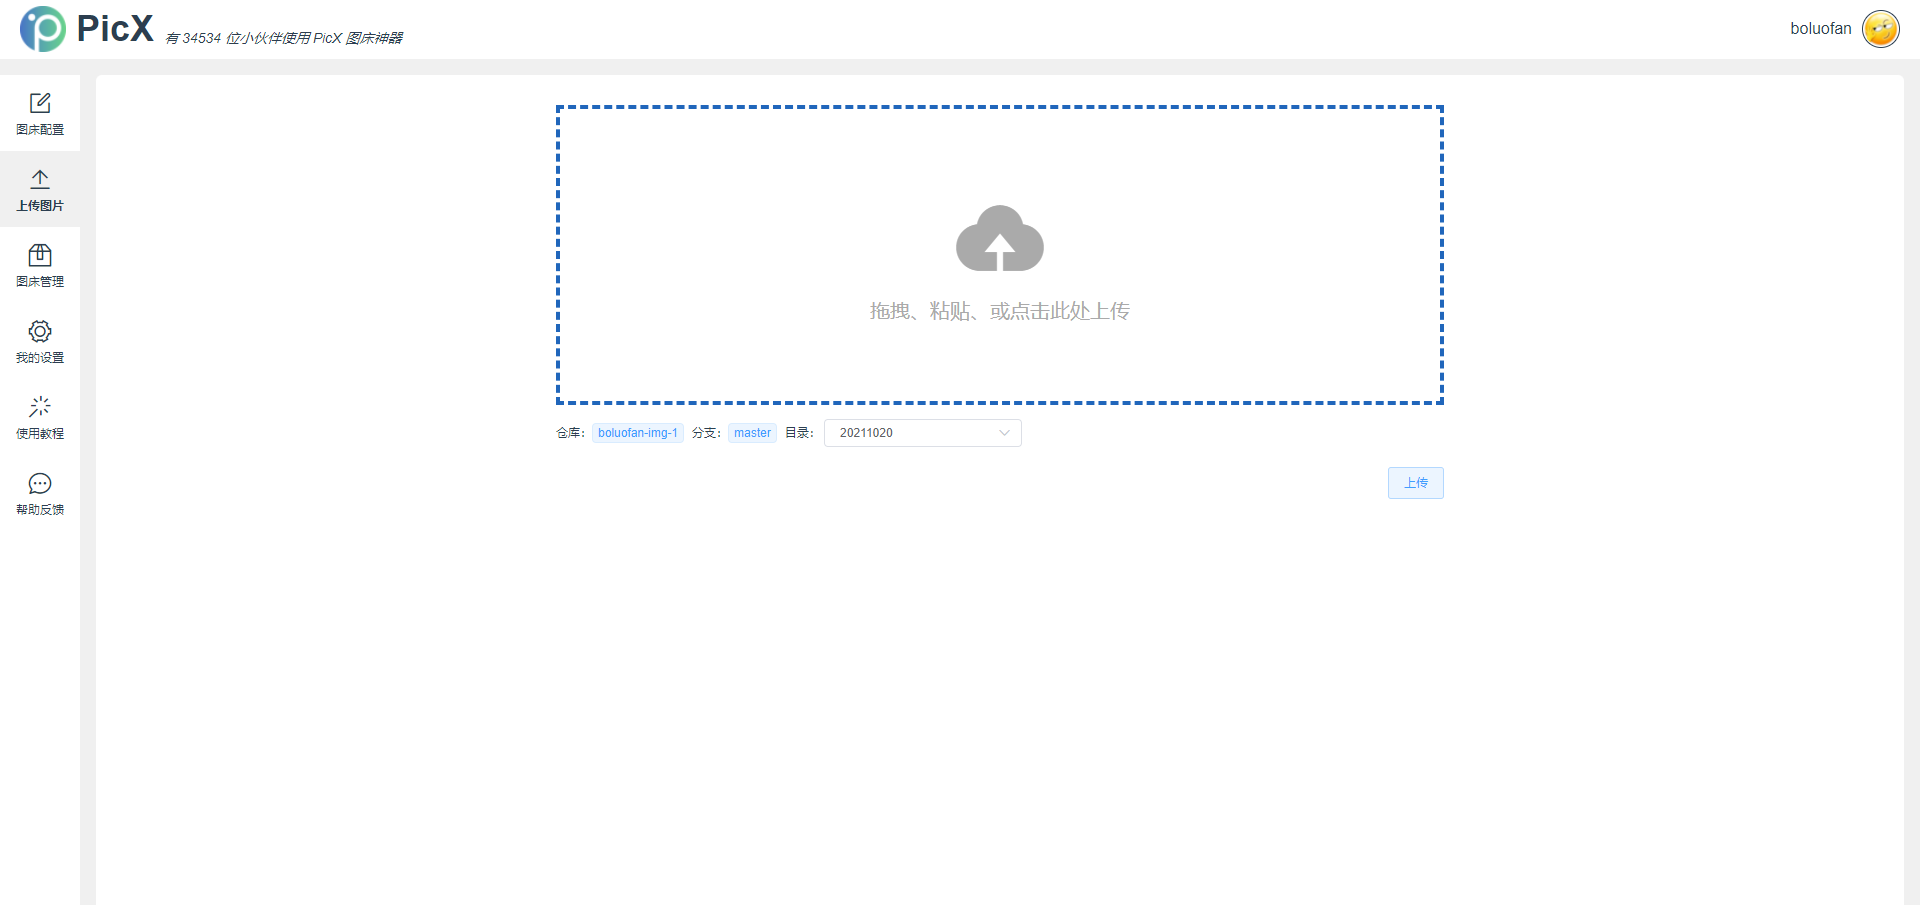 PicX 有 34534 位小伙伴使用 PicX 图床神器
boluofan
图床配置
上传图片
图床管理
我的设置
使用教程
帮助反馈
拖拽、粘贴、或点击此处上传
仓库: boluofan-img-1 分支: master 目录: 20211020
上传